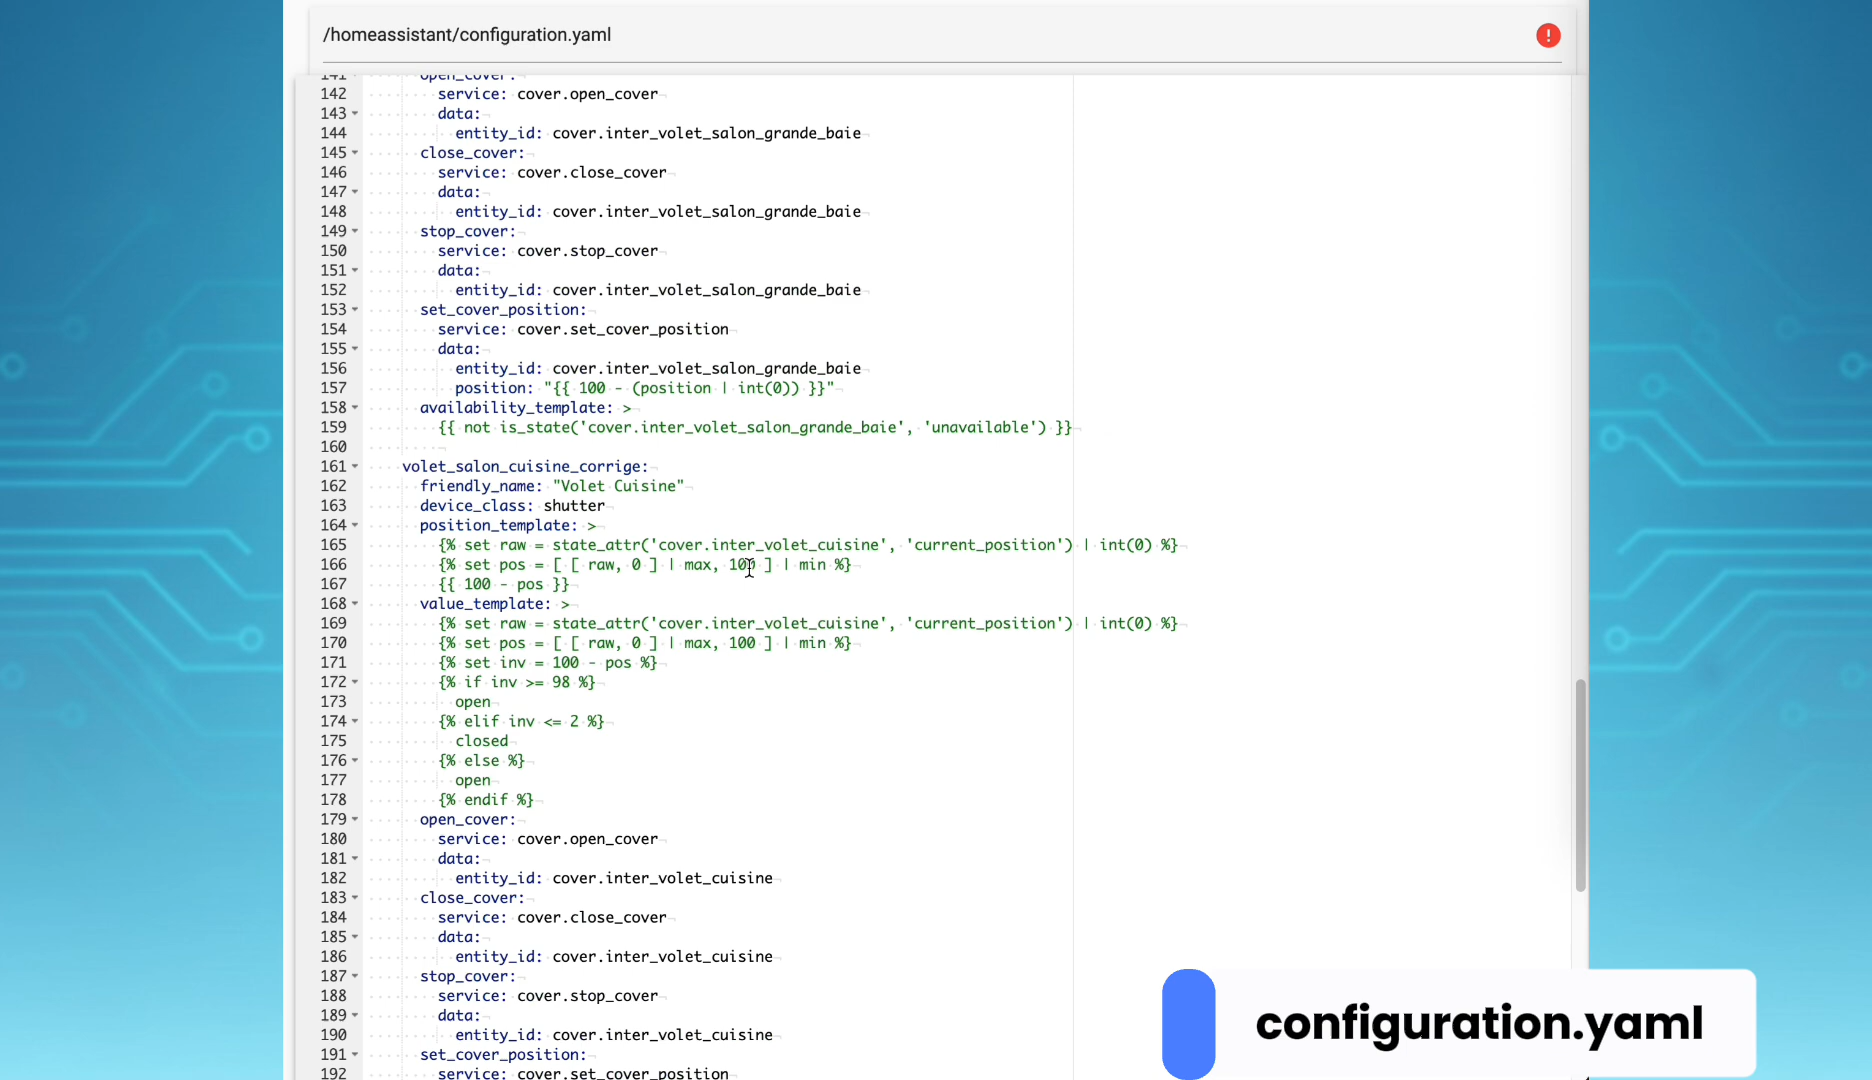 /homeassistant/configuration.yaml
!
141 open_cover:
142 service: cover.open_cover
143 data:
144 entity_id: cover.inter_volet_salon_grande_baie
145 close_cover:
146 service: cover.close_cover
147 data:
148 entity_id: cover.inter_volet_salon_grande_baie
149 stop_cover:
150 service: cover.stop_cover
151 data:
152 entity_id: cover.inter_volet_salon_grande_baie
153 set_cover_position:
154 service: cover.set_cover_position
155 data:
156 entity_id: cover.inter_volet_salon_grande_baie
157 position: "{{ 100 - (position | int(0)) }}"
158 availability_template: >
159 {{ not is_state('cover.inter_volet_salon_grande_baie', 'unavailable') }}
160
161 volet_salon_cuisine_corrige:
162 friendly_name: "Volet Cuisine"
163 device_class: shutter
164 position_template: >
165 {% set raw = state_attr('cover.inter_volet_cuisine', 'current_position') | int(0) %}
166 {% set pos = [ [ raw, 0 ] | max, 100 ] | min %}
167 {{ 100 - pos }}
168 value_template: >
169 {% set raw = state_attr('cover.inter_volet_cuisine', 'current_position') | int(0) %}
170 {% set pos = [ [ raw, 0 ] | max, 100 ] | min %}
171 {% set inv = 100 - pos %}
172 {% if inv >= 98 %}
173 open
174 {% elif inv <= 2 %}
175 closed
176 {% else %}
177 open
178 {% endif %}
179 open_cover:
180 service: cover.open_cover
181 data:
182 entity_id: cover.inter_volet_cuisine
183 close_cover:
184 service: cover.close_cover
185 data:
186 entity_id: cover.inter_volet_cuisine
187 stop_cover:
188 service: cover.stop_cover
189 data:
190 entity_id: cover.inter_volet_cuisine
191 set_cover_position:
192 service: cover.set_cover_position
configuration.yaml